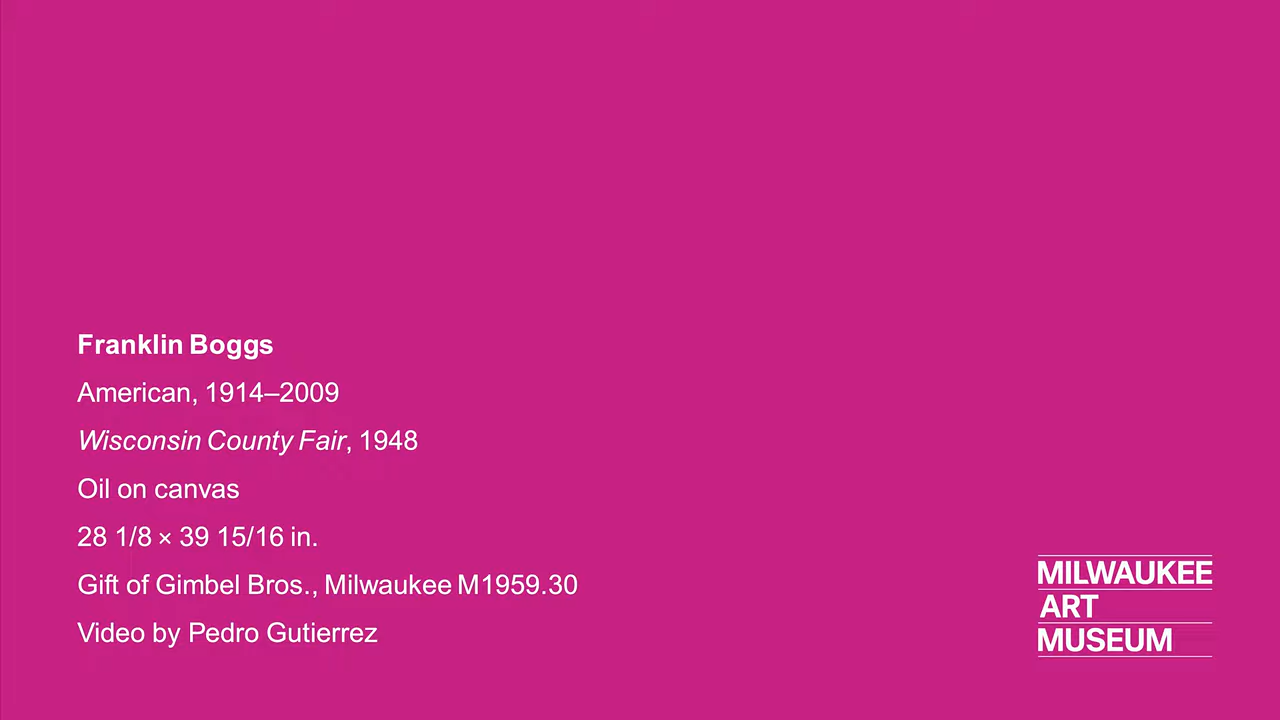 Franklin Boggs
American, 1914–2009
Wisconsin County Fair, 1948
Oil on canvas
28 1/8 × 39 15/16 in.
Gift of Gimbel Bros., Milwaukee M1959.30
Video by Pedro Gutierrez
MILWAUKEE
ART
MUSEUM